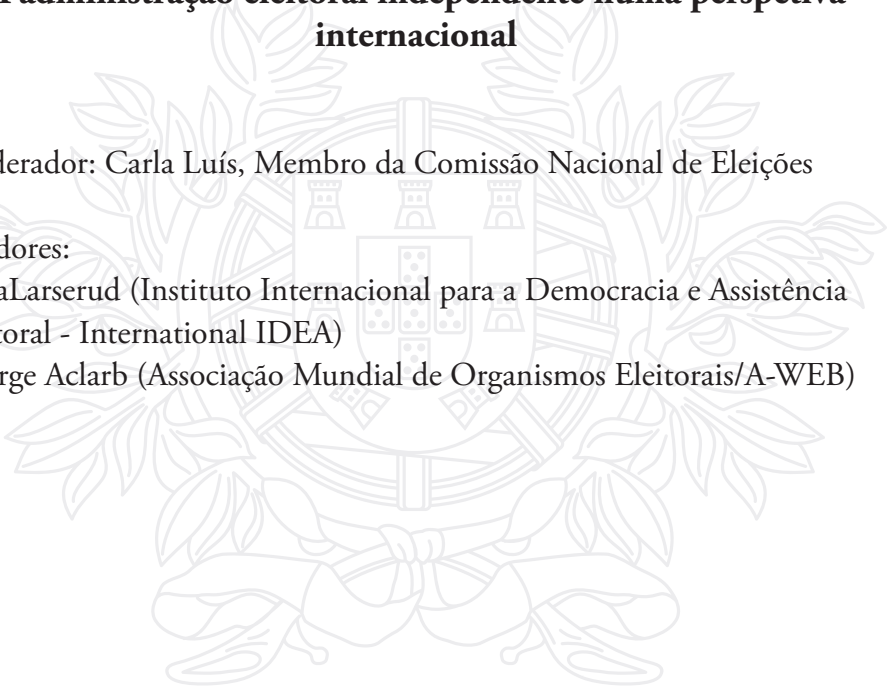 administração eleitoral independente numa perspetiva
internacional
derador: Carla Luís, Membro da Comissão Nacional de Eleições
dores:
aLarserud (Instituto Internacional para a Democracia e Assistência
toral - International IDEA)
rge Aclarb (Associação Mundial de Organismos Eleitorais/A-WEB)